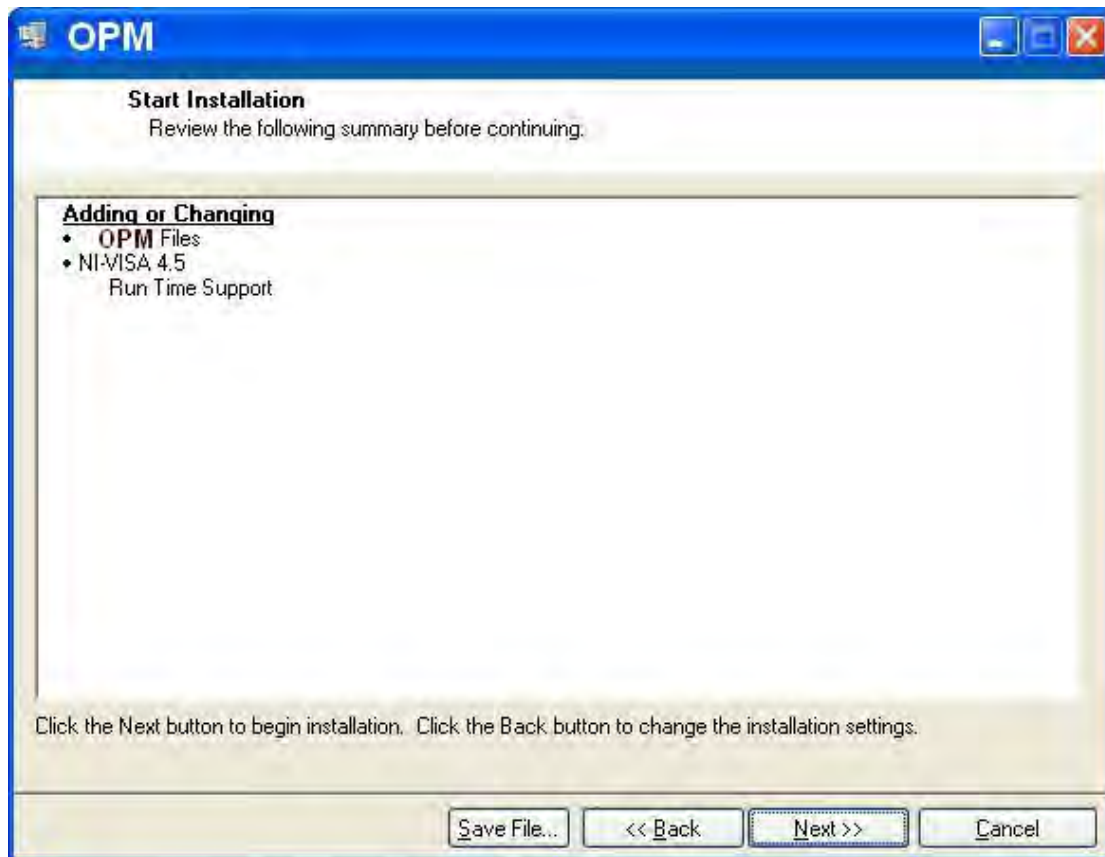 OPM
Start Installation
Review the following summary before continuing.
Adding or Changing
• OPM Files
• NI-VISA 4.5
Run Time Support
Click the Next button to begin installation. Click the Back button to change the installation settings.
Save File... << Back Next >> Cancel